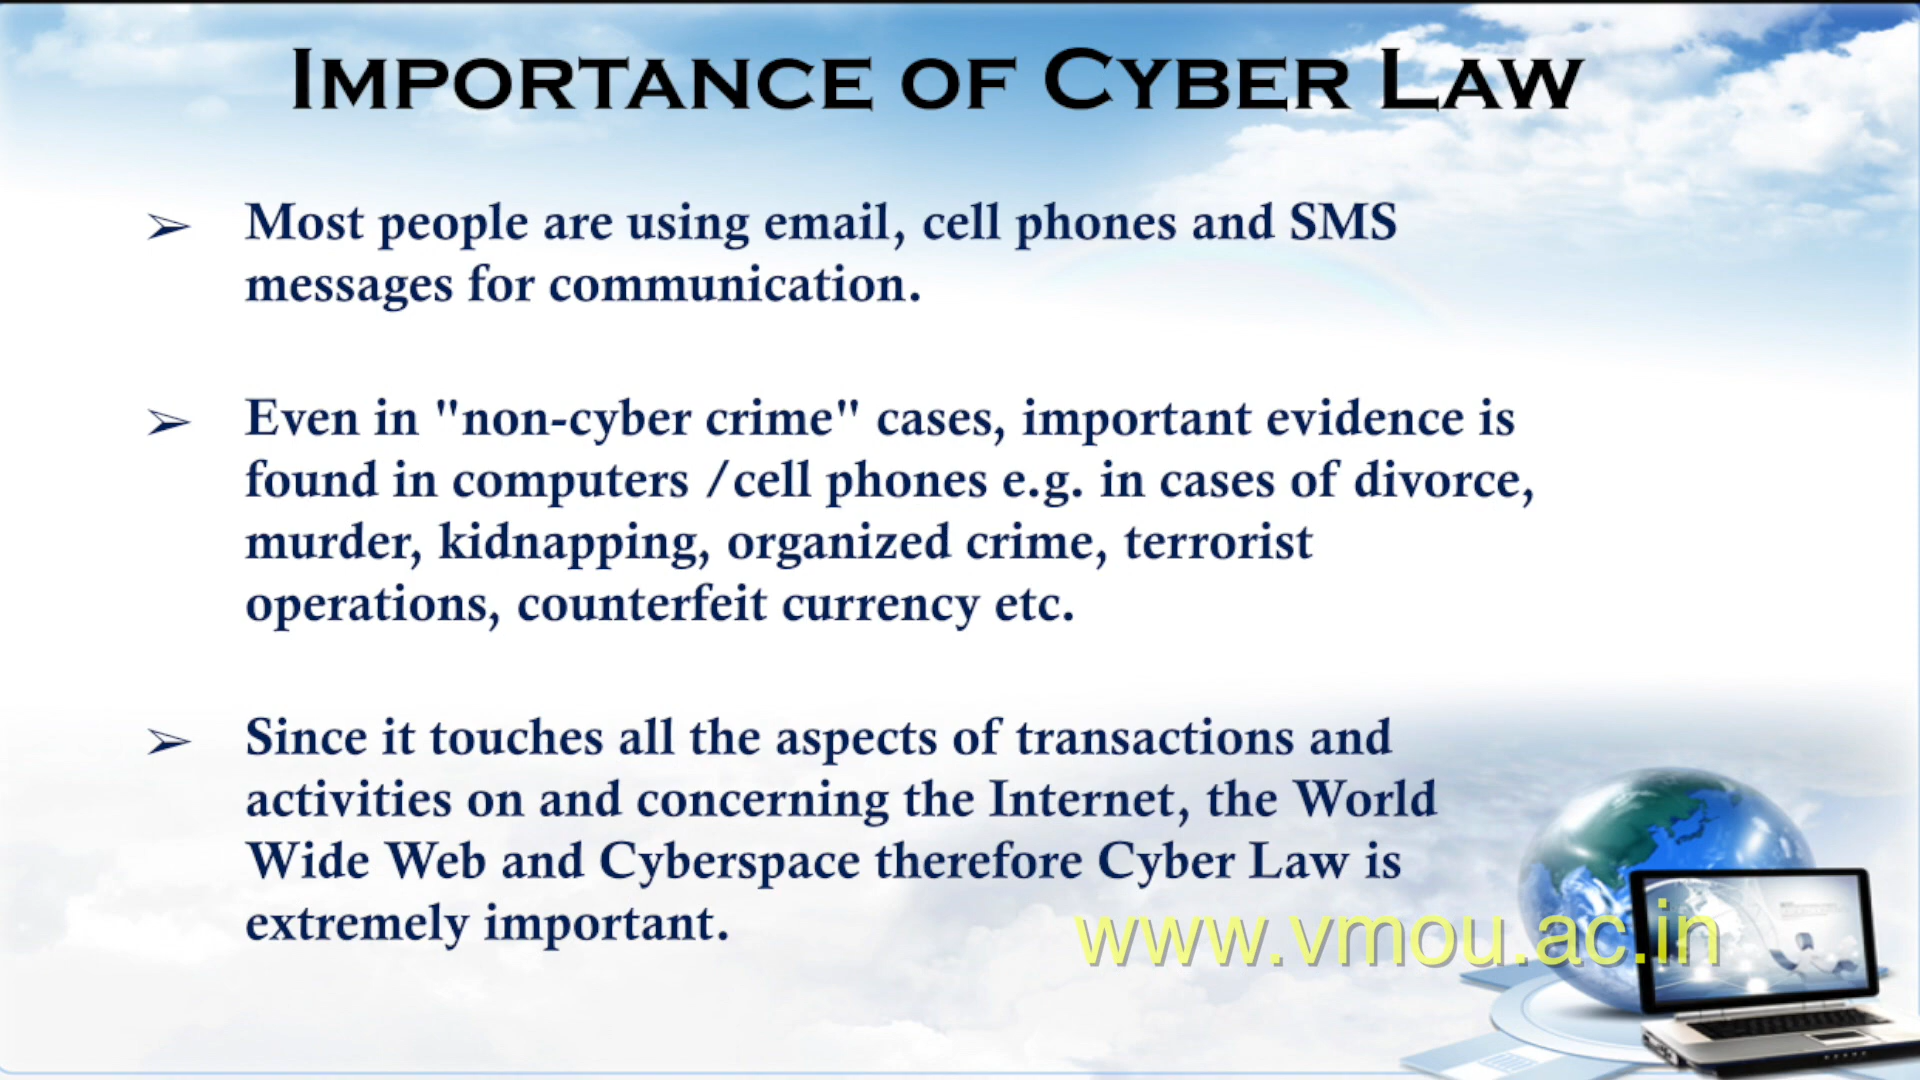 IMPORTANCE OF CYBER LAW
➢ Most people are using email, cell phones and SMS
messages for communication.
➢ Even in "non-cyber crime" cases, important evidence is
found in computers /cell phones e.g. in cases of divorce,
murder, kidnapping, organized crime, terrorist
operations, counterfeit currency etc.
➢ Since it touches all the aspects of transactions and
activities on and concerning the Internet, the World
Wide Web and Cyberspace therefore Cyber Law is
extremely important.
www.vmou.ac.in